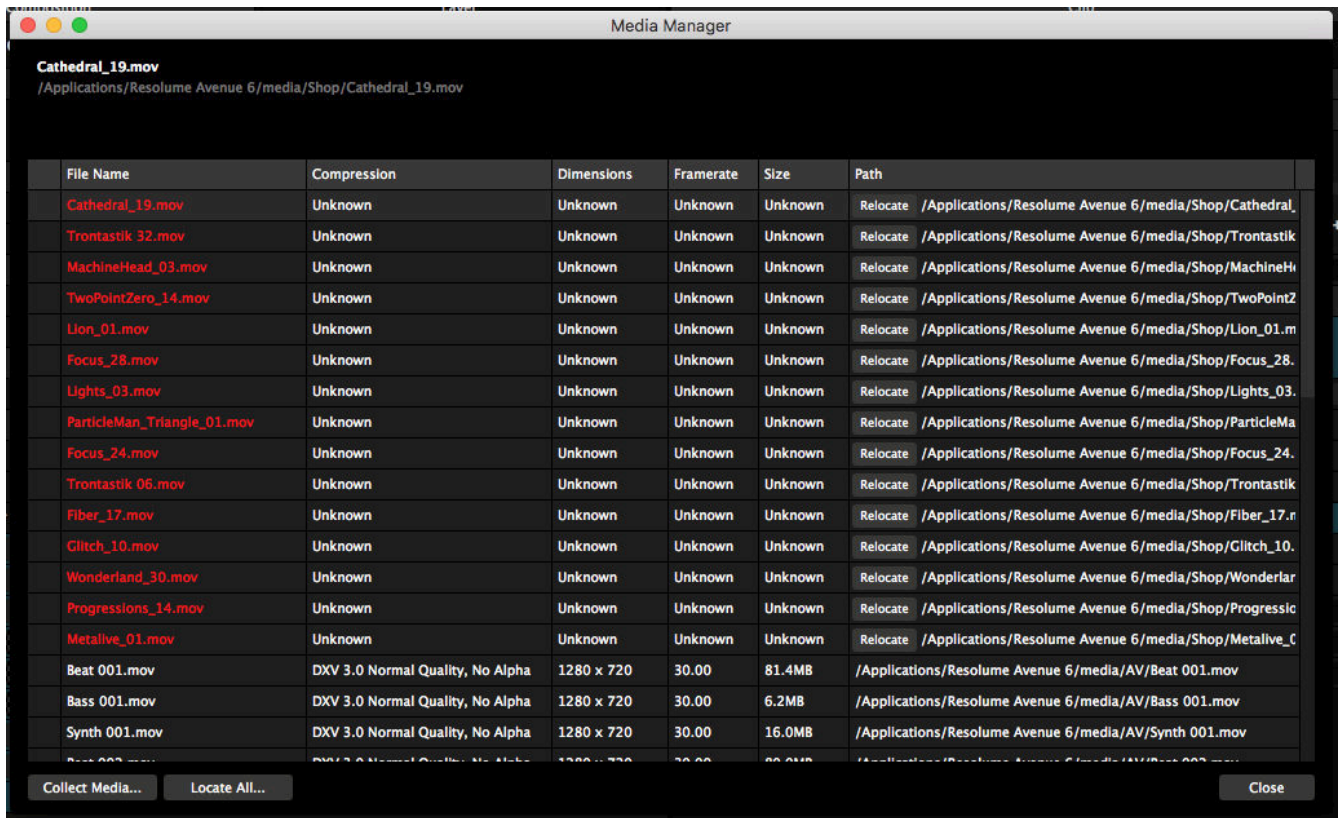 Media Manager
Cathedral_19.mov
/Applications/Resolume Avenue 6/media/Shop/Cathedral_19.mov
File Name Compression Dimensions Framerate Size Path
Cathedral_19.mov Unknown Unknown Unknown Unknown Relocate /Applications/Resolume Avenue 6/media/Shop/Cathedral_
Trontastik 32.mov Unknown Unknown Unknown Unknown Relocate /Applications/Resolume Avenue 6/media/Shop/Trontastik
MachineHead_03.mov Unknown Unknown Unknown Unknown Relocate /Applications/Resolume Avenue 6/media/Shop/MachineH
TwoPointZero_14.mov Unknown Unknown Unknown Unknown Relocate /Applications/Resolume Avenue 6/media/Shop/TwoPointZ
Lion_01.mov Unknown Unknown Unknown Unknown Relocate /Applications/Resolume Avenue 6/media/Shop/Lion_01.m
Focus_28.mov Unknown Unknown Unknown Unknown Relocate /Applications/Resolume Avenue 6/media/Shop/Focus_28.
Lights_03.mov Unknown Unknown Unknown Unknown Relocate /Applications/Resolume Avenue 6/media/Shop/Lights_03.
ParticleMan_Triangle_01.mov Unknown Unknown Unknown Unknown Relocate /Applications/Resolume Avenue 6/media/Shop/ParticleMa
Focus_24.mov Unknown Unknown Unknown Unknown Relocate /Applications/Resolume Avenue 6/media/Shop/Focus_24.
Trontastik 06.mov Unknown Unknown Unknown Unknown Relocate /Applications/Resolume Avenue 6/media/Shop/Trontastik
Fiber_17.mov Unknown Unknown Unknown Unknown Relocate /Applications/Resolume Avenue 6/media/Shop/Fiber_17.
Glitch_10.mov Unknown Unknown Unknown Unknown Relocate /Applications/Resolume Avenue 6/media/Shop/Glitch_10.
Wonderland_30.mov Unknown Unknown Unknown Unknown Relocate /Applications/Resolume Avenue 6/media/Shop/Wonderlan
Progressions_14.mov Unknown Unknown Unknown Unknown Relocate /Applications/Resolume Avenue 6/media/Shop/Progressio
Metalive_01.mov Unknown Unknown Unknown Unknown Relocate /Applications/Resolume Avenue 6/media/Shop/Metalive_0
Beat 001.mov DXV 3.0 Normal Quality, No Alpha 1280 x 720 30.00 81.4MB /Applications/Resolume Avenue 6/media/AV/Beat 001.mov
Bass 001.mov DXV 3.0 Normal Quality, No Alpha 1280 x 720 30.00 6.2MB /Applications/Resolume Avenue 6/media/AV/Bass 001.mov
Synth 001.mov DXV 3.0 Normal Quality, No Alpha 1280 x 720 30.00 16.0MB /Applications/Resolume Avenue 6/media/AV/Synth 001.mov
Collect Media... Locate All... Close